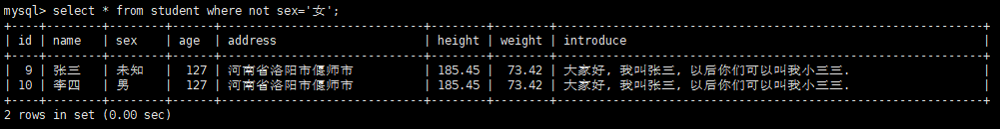 mysql> select * from student where not sex='女';
+----+------+------+------+--------------------+--------+--------+------------------------------------------+
| id | name | sex | age | address | height | weight | introduce |
+----+------+------+------+--------------------+--------+--------+------------------------------------------+
| 9 | 张三 | 未知 | 127 | 河南省洛阳市偃师市 | 185.45 | 73.42 | 大家好, 我叫张三, 以后你们可以叫我小三三. |
| 10 | 李四 | 男 | 127 | 河南省洛阳市偃师市 | 185.45 | 73.42 | 大家好, 我叫张三, 以后你们可以叫我小三三. |
+----+------+------+------+--------------------+--------+--------+------------------------------------------+
2 rows in set (0.00 sec)